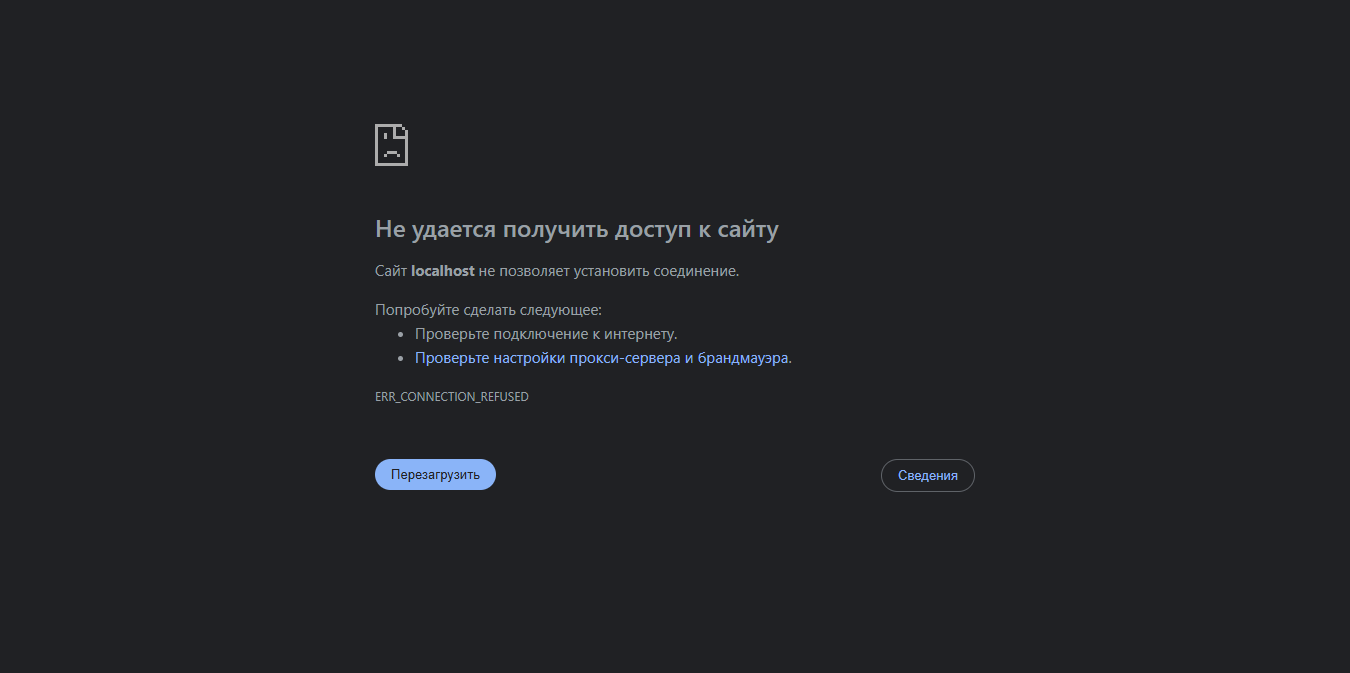 Не удается получить доступ к сайту
Сайт localhost не позволяет установить соединение.
Попробуйте сделать следующее:
• Проверьте подключение к интернету.
• Проверьте настройки прокси-сервера и брандмауэра.
ERR_CONNECTION_REFUSED
Перезагрузить
Сведения